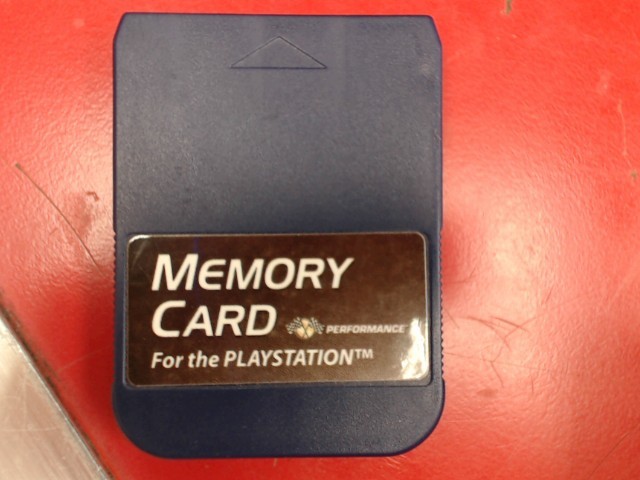 MEMORY
CARD
PERFORMANCE
For the PLAYSTATION™